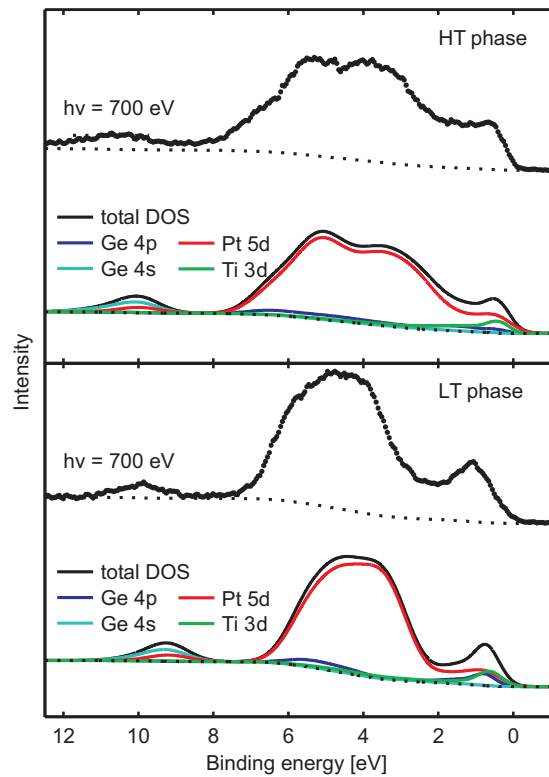 HT phase
hν = 700 eV
total DOS
Ge 4p Pt 5d
Ge 4s Ti 3d
Intensity
LT phase
hν = 700 eV
total DOS
Ge 4p Pt 5d
Ge 4s Ti 3d
12 10 8 6 4 2 0
Binding energy [eV]